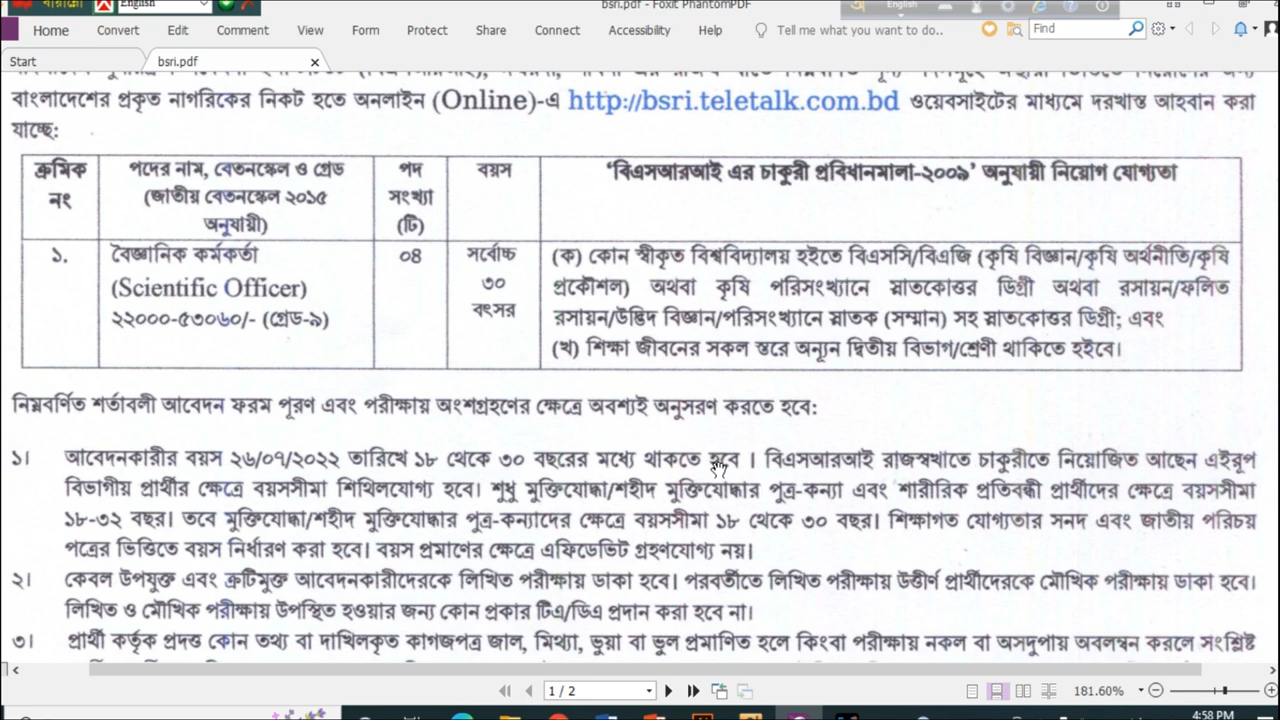 English
bsri.pdf - Foxit PhantomPDF
English
Home Convert Edit Comment View Form Protect Share Connect Accessibility Help Tell me what you want to do.. Find
Start bsri.pdf
বাংলাদেশের প্রকৃত নাগরিকের নিকট হতে অনলাইন (Online)-এ http://bsri.teletalk.com.bd ওয়েবসাইটের মাধ্যমে দরখাস্ত আহবান করা
যাচ্ছে:
ক্রমিক নং
পদের নাম, বেতনস্কেল ও গ্রেড
(জাতীয় বেতনস্কেল ২০১৫
অনুযায়ী)
পদ
সংখ্যা
(টি)
বয়স
‘বিএসআরআই এর চাকুরী প্রবিধানমালা-২০০৯’ অনুযায়ী নিয়োগ যোগ্যতা
১.
বৈজ্ঞানিক কর্মকর্তা
(Scientific Officer)
২২০০০-৫৩০৬০/- (গ্রেড-৯)
০৪
সর্বোচ্চ
৩০
বৎসর
(ক) কোন স্বীকৃত বিশ্ববিদ্যালয় হইতে বিএসসি/বিএজি (কৃষি বিজ্ঞান/কৃষি অর্থনীতি/কৃষি
প্রকৌশল) অথবা কৃষি পরিসংখ্যানে স্নাতকোত্তর ডিগ্রী অথবা রসায়ন/ফলিত
রসায়ন/উদ্ভিদ বিজ্ঞান/পরিসংখ্যানে স্নাতক (সম্মান) সহ স্নাতকোত্তর ডিগ্রী; এবং
(খ) শিক্ষা জীবনের সকল স্তরে অন্যূন দ্বিতীয় বিভাগ/শ্রেণী থাকিতে হইবে।
নিম্নবর্ণিত শর্তাবলী আবেদন ফরম পূরণ এবং পরীক্ষায় অংশগ্রহণের ক্ষেত্রে অবশ্যই অনুসরণ করতে হবে:
১। আবেদনকারীর বয়স ২৬/০৭/২০২২ তারিখে ১৮ থেকে ৩০ বছরের মধ্যে থাকতে হবে । বিএসআরআই রাজস্বখাতে চাকুরীতে নিয়োজিত আছেন এইরূপ
বিভাগীয় প্রার্থীর ক্ষেত্রে বয়সসীমা শিথিলযোগ্য হবে। শুধু মুক্তিযোদ্ধা/শহীদ মুক্তিযোদ্ধার পুত্র-কন্যা এবং শারীরিক প্রতিবন্ধী প্রার্থীদের ক্ষেত্রে বয়সসীমা
১৮-৩২ বছর। তবে মুক্তিযোদ্ধা/শহীদ মুক্তিযোদ্ধার পুত্র-কন্যাদের ক্ষেত্রে বয়সসীমা ১৮ থেকে ৩০ বছর। শিক্ষাগত যোগ্যতার সনদ এবং জাতীয় পরিচয়
পত্রের ভিত্তিতে বয়স নির্ধারণ করা হবে। বয়স প্রমাণের ক্ষেত্রে এফিডেভিট গ্রহণযোগ্য নয়।
২। কেবল উপযুক্ত এবং ত্রুটিমুক্ত আবেদনকারীদেরকে লিখিত পরীক্ষায় ডাকা হবে। পরবর্তীতে লিখিত পরীক্ষায় উত্তীর্ণ প্রার্থীদেরকে মৌখিক পরীক্ষায় ডাকা হবে।
লিখিত ও মৌখিক পরীক্ষায় উপস্থিত হওয়ার জন্য কোন প্রকার টিএ/ডিএ প্রদান করা হবে না।
৩। প্রার্থী কর্তৃক প্রদত্ত কোন তথ্য বা দাখিলকৃত কাগজপত্র জাল, মিথ্যা, ভুয়া বা ভুল প্রমাণিত হলে কিংবা পরীক্ষায় নকল বা অসদুপায় অবলম্বন করলে সংশ্লিষ্ট
1 / 2 181.60%
4:58 PM